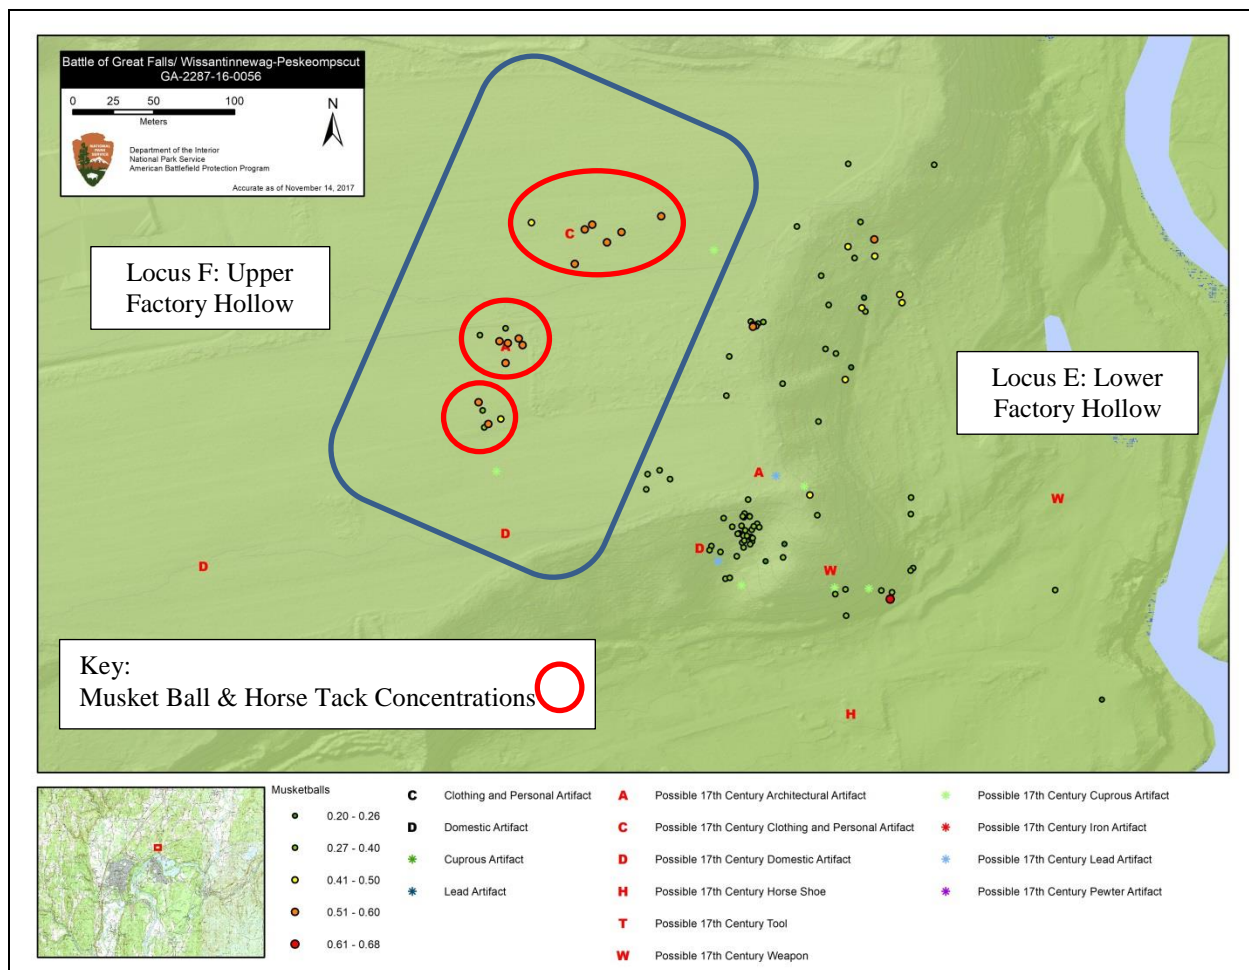 Battle of Great Falls/ Wissantinnewag-Peskeompscut
GA-2287-16-0056
0 25 50 100
Meters
N
NATIONAL
PARK
SERVICE
Department of the Interior
National Park Service
American Battlefield Protection Program
Accurate as of November 14, 2017
Locus F: Upper
Factory Hollow
Locus E: Lower
Factory Hollow
C
A
A
W
D
D
D
W
H
Key:
Musket Ball & Horse Tack Concentrations
Musketballs
0.20 - 0.26
0.27 - 0.40
0.41 - 0.50
0.51 - 0.60
0.61 - 0.68
C Clothing and Personal Artifact
D Domestic Artifact
Cuprous Artifact
Lead Artifact
A Possible 17th Century Architectural Artifact
C Possible 17th Century Clothing and Personal Artifact
D Possible 17th Century Domestic Artifact
H Possible 17th Century Horse Shoe
T Possible 17th Century Tool
W Possible 17th Century Weapon
Possible 17th Century Cuprous Artifact
Possible 17th Century Iron Artifact
Possible 17th Century Lead Artifact
Possible 17th Century Pewter Artifact